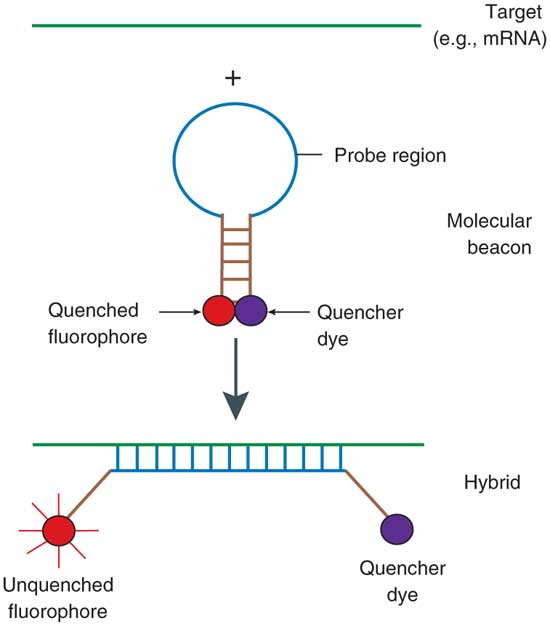 Target
(e.g., mRNA)
+
Probe region
Molecular
beacon
Quenched
fluorophore
Quencher
dye
Hybrid
Unquenched
fluorophore
Quencher
dye